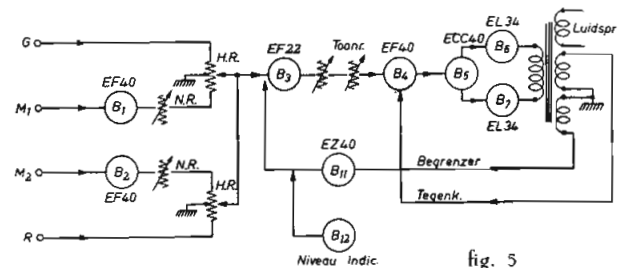 G
H.R.
EF22
Toonr.
EF40
ECC40
EL34
Luidspr
B3
B4
B5
B6
EF40
M1
B1
N.R.
B7
EL34
M2
B2
N.R.
EF40
H.R.
EZ40
B11
Begrenzer
Tegenk.
R
B12
Niveau Indic.
fig. 5